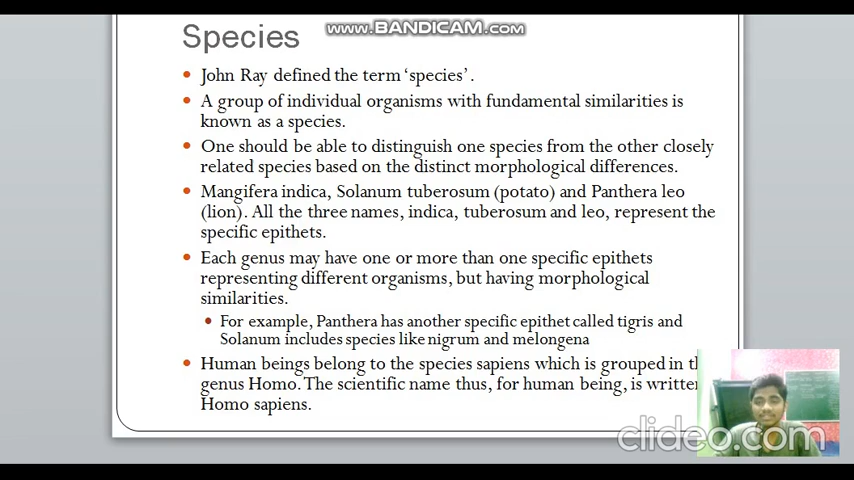 WWW.BANDICAM.COM
Species
John Ray defined the term ‘species’.
A group of individual organisms with fundamental similarities is
known as a species.
One should be able to distinguish one species from the other closely
related species based on the distinct morphological differences.
Mangifera indica, Solanum tuberosum (potato) and Panthera leo
(lion). All the three names, indica, tuberosum and leo, represent the
specific epithets.
Each genus may have one or more than one specific epithets
representing different organisms, but having morphological
similarities.
For example, Panthera has another specific epithet called tigris and
Solanum includes species like nigrum and melongena
Human beings belong to the species sapiens which is grouped in th
genus Homo. The scientific name thus, for human being, is written
Homo sapiens.
clideo.com